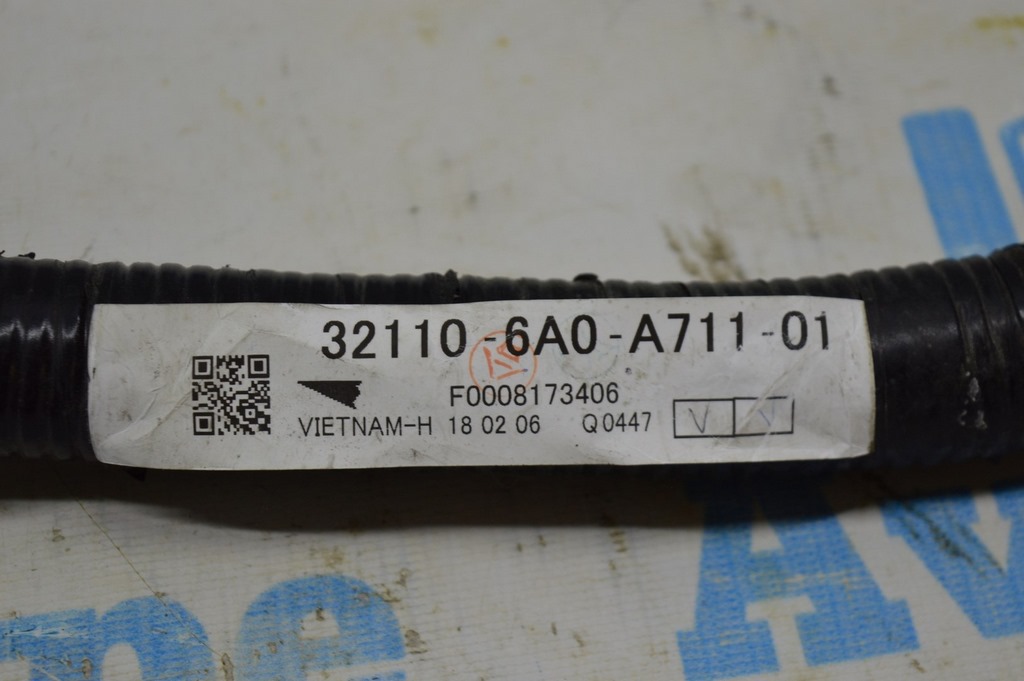 32110-6A0-A711-01
F0008173406
VIETNAM-H 18 02 06 Q0447 V V